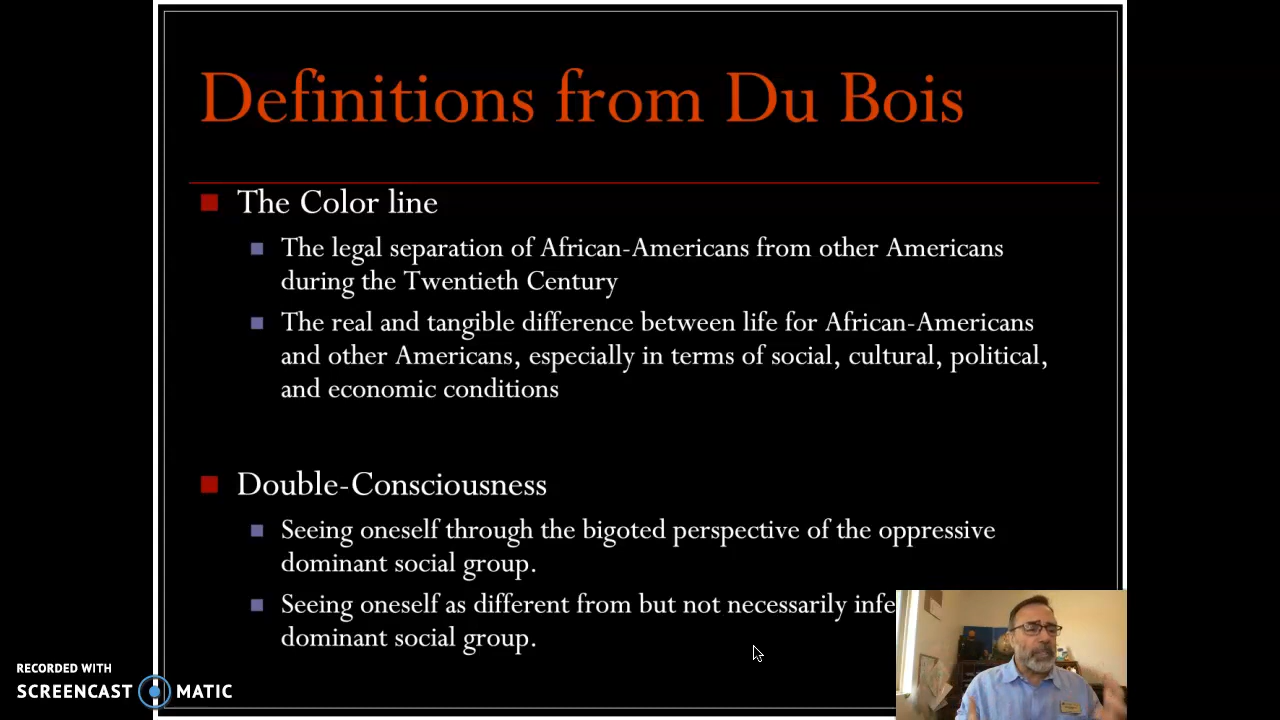 Definitions from Du Bois
The Color line
The legal separation of African-Americans from other Americans
during the Twentieth Century
The real and tangible difference between life for African-Americans
and other Americans, especially in terms of social, cultural, political,
and economic conditions
Double-Consciousness
Seeing oneself through the bigoted perspective of the oppressive
dominant social group.
Seeing oneself as different from but not necessarily
dominant social group.
RECORDED WITH
SCREENCAST MATIC